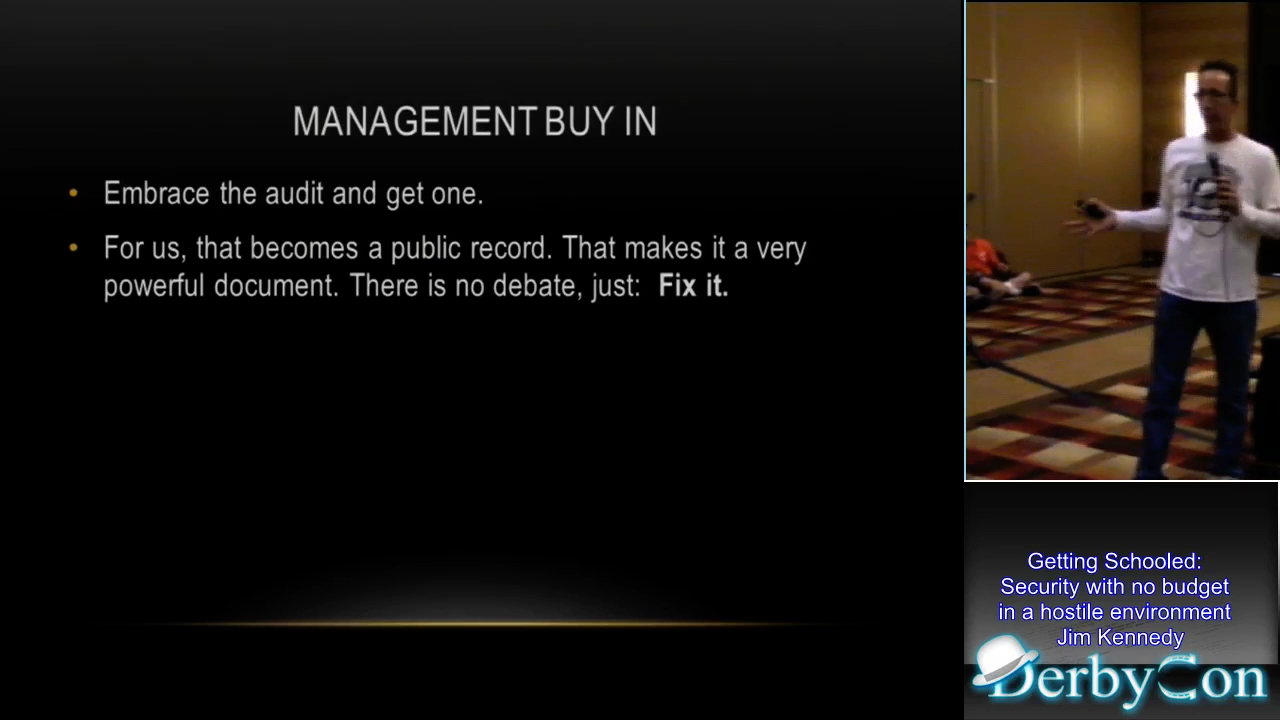 MANAGEMENT BUY IN
• Embrace the audit and get one.
• For us, that becomes a public record. That makes it a very
powerful document. There is no debate, just: Fix it.
Getting Schooled:
Security with no budget
in a hostile environment
Jim Kennedy
DerbyCon